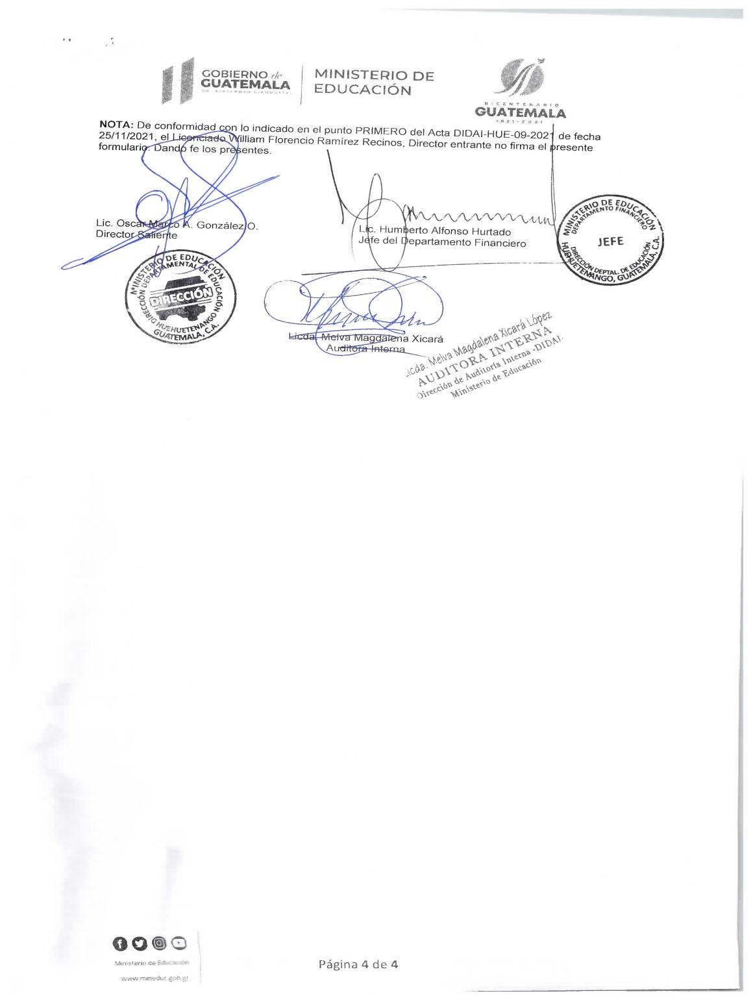 GOBIERNO de
GUATEMALA
MINISTERIO DE
EDUCACIÓN
BICENTENARIO
GUATEMALA
1821-2021
NOTA: De conformidad con lo indicado en el punto PRIMERO del Acta DIDAI-HUE-09-2021 de fecha
25/11/2021, el Licenciado William Florencio Ramírez Recinos, Director entrante no firma el presente
formulario. Dando fe los presentes.
Lic. Oscar Marco A. González O.
Director Saliente
Lic. Humberto Alfonso Hurtado
Jefe del Departamento Financiero
MINISTERIO DE EDUCACIÓN
DEPARTAMENTO FINANCIERO
JEFE
DIRECCIÓN DEPTAL. DE EDUCACIÓN
HUEHUETENANGO, GUATEMALA, C.A.
MINISTERIO DE EDUCACIÓN
DIRECCIÓN DEPARTAMENTAL DE EDUCACIÓN
DIRECCIÓN
HUEHUETENANGO
GUATEMALA, C.A.
Licda. Melva Magdalena Xicará
Auditora Interna
Licda. Melva Magdalena Xicará López
AUDITORA INTERNA
Dirección de Auditoría Interna -DIDAI-
Ministerio de Educación
Ministerio de Educación
www.mineduc.gob.gt
Página 4 de 4